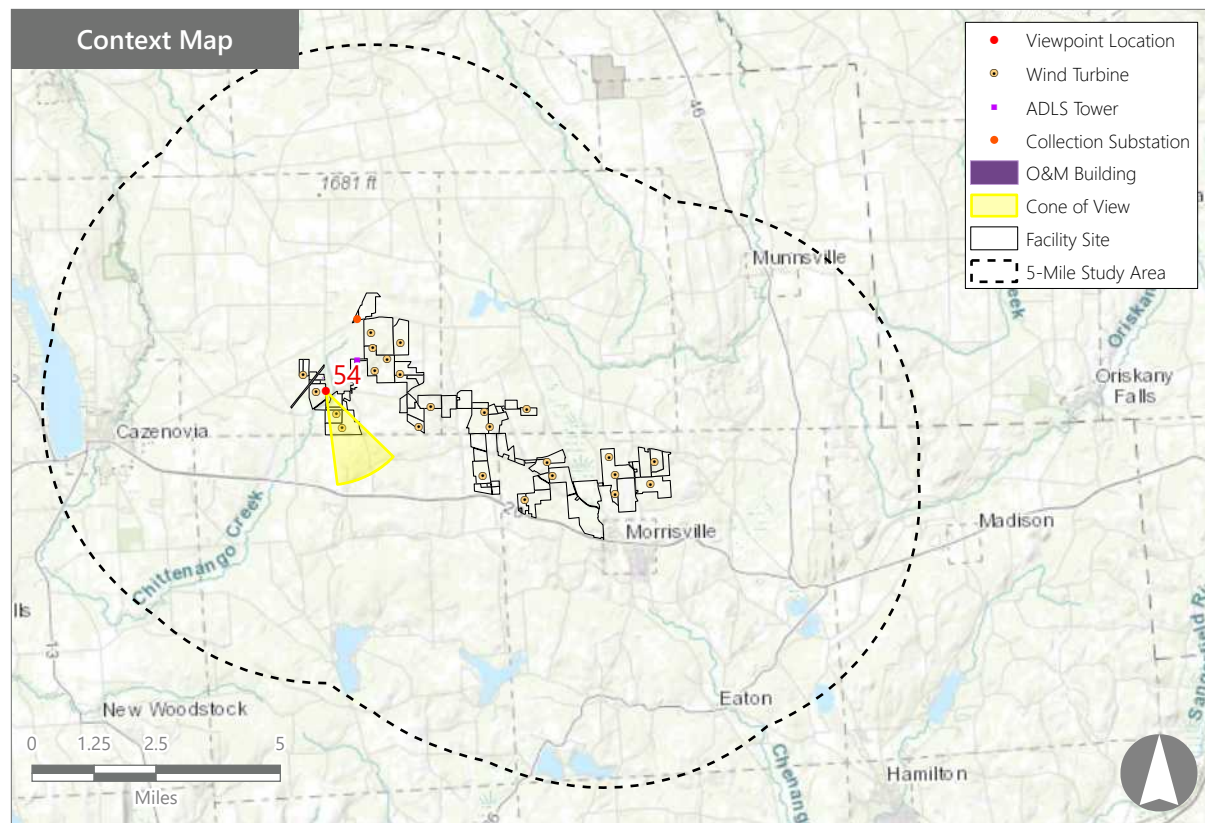 Context Map
Viewpoint Location
Wind Turbine
ADLS Tower
Collection Substation
O&M Building
Cone of View
Facility Site
5-Mile Study Area
46
1681 ft
Munnsville
54
Cazenovia
Oriskany
Falls
20
Morrisville
Madison
Chittenango Creek
lls
13
New Woodstock
Eaton
Hamilton
0 1.25 2.5 5
Miles